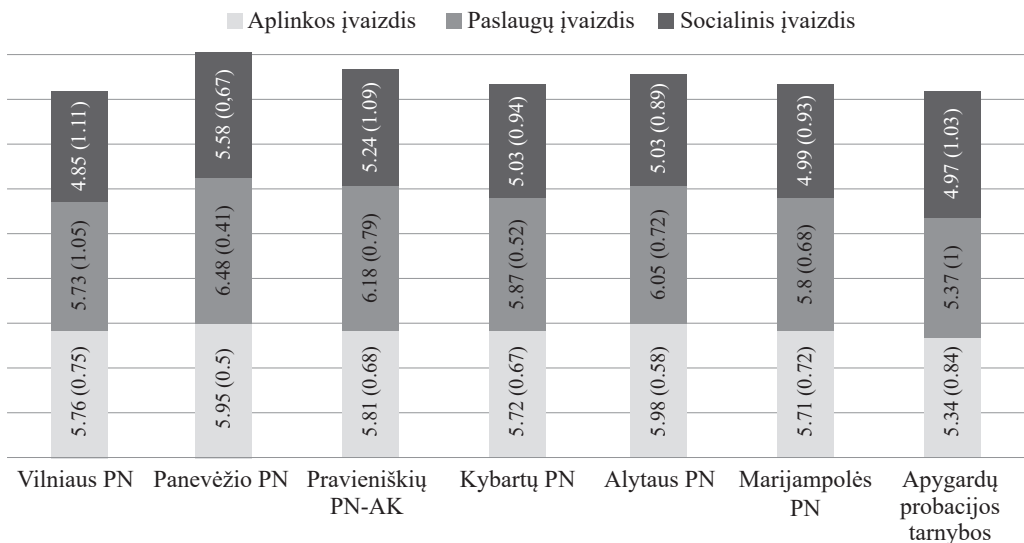 Aplinkos įvaizdis Paslaugų įvaizdis Socialinis įvaizdis
4.85 (1.11) 5.58 (0,67) 5.24 (1.09) 5.03 (0.94) 5.03 (0.89) 4.99 (0.93) 4.97 (1.03)
5.73 (1.05) 6.48 (0.41) 6.18 (0.79) 5.87 (0.52) 6.05 (0.72) 5.8 (0.68) 5.37 (1)
5.76 (0.75) 5.95 (0.5) 5.81 (0.68) 5.72 (0.67) 5.98 (0.58) 5.71 (0.72) 5.34 (0.84)
Vilniaus PN Panevėžio PN Pravieniškių Kybartų PN Alytaus PN Marijampolės Apygardų
PN-AK PN probacijos
tarnybos